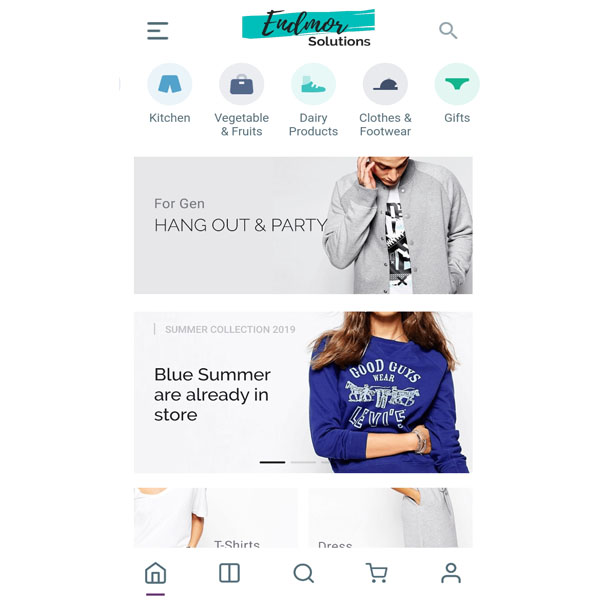 Endmor
Solutions
Kitchen
Vegetable
& Fruits
Dairy
Products
Clothes &
Footwear
Gifts
For Gen
HANG OUT & PARTY
SUMMER COLLECTION 2019
Blue Summer
are already in
store
GOOD GUYS
WEAR
LEVI'S
T-Shirts
Dress